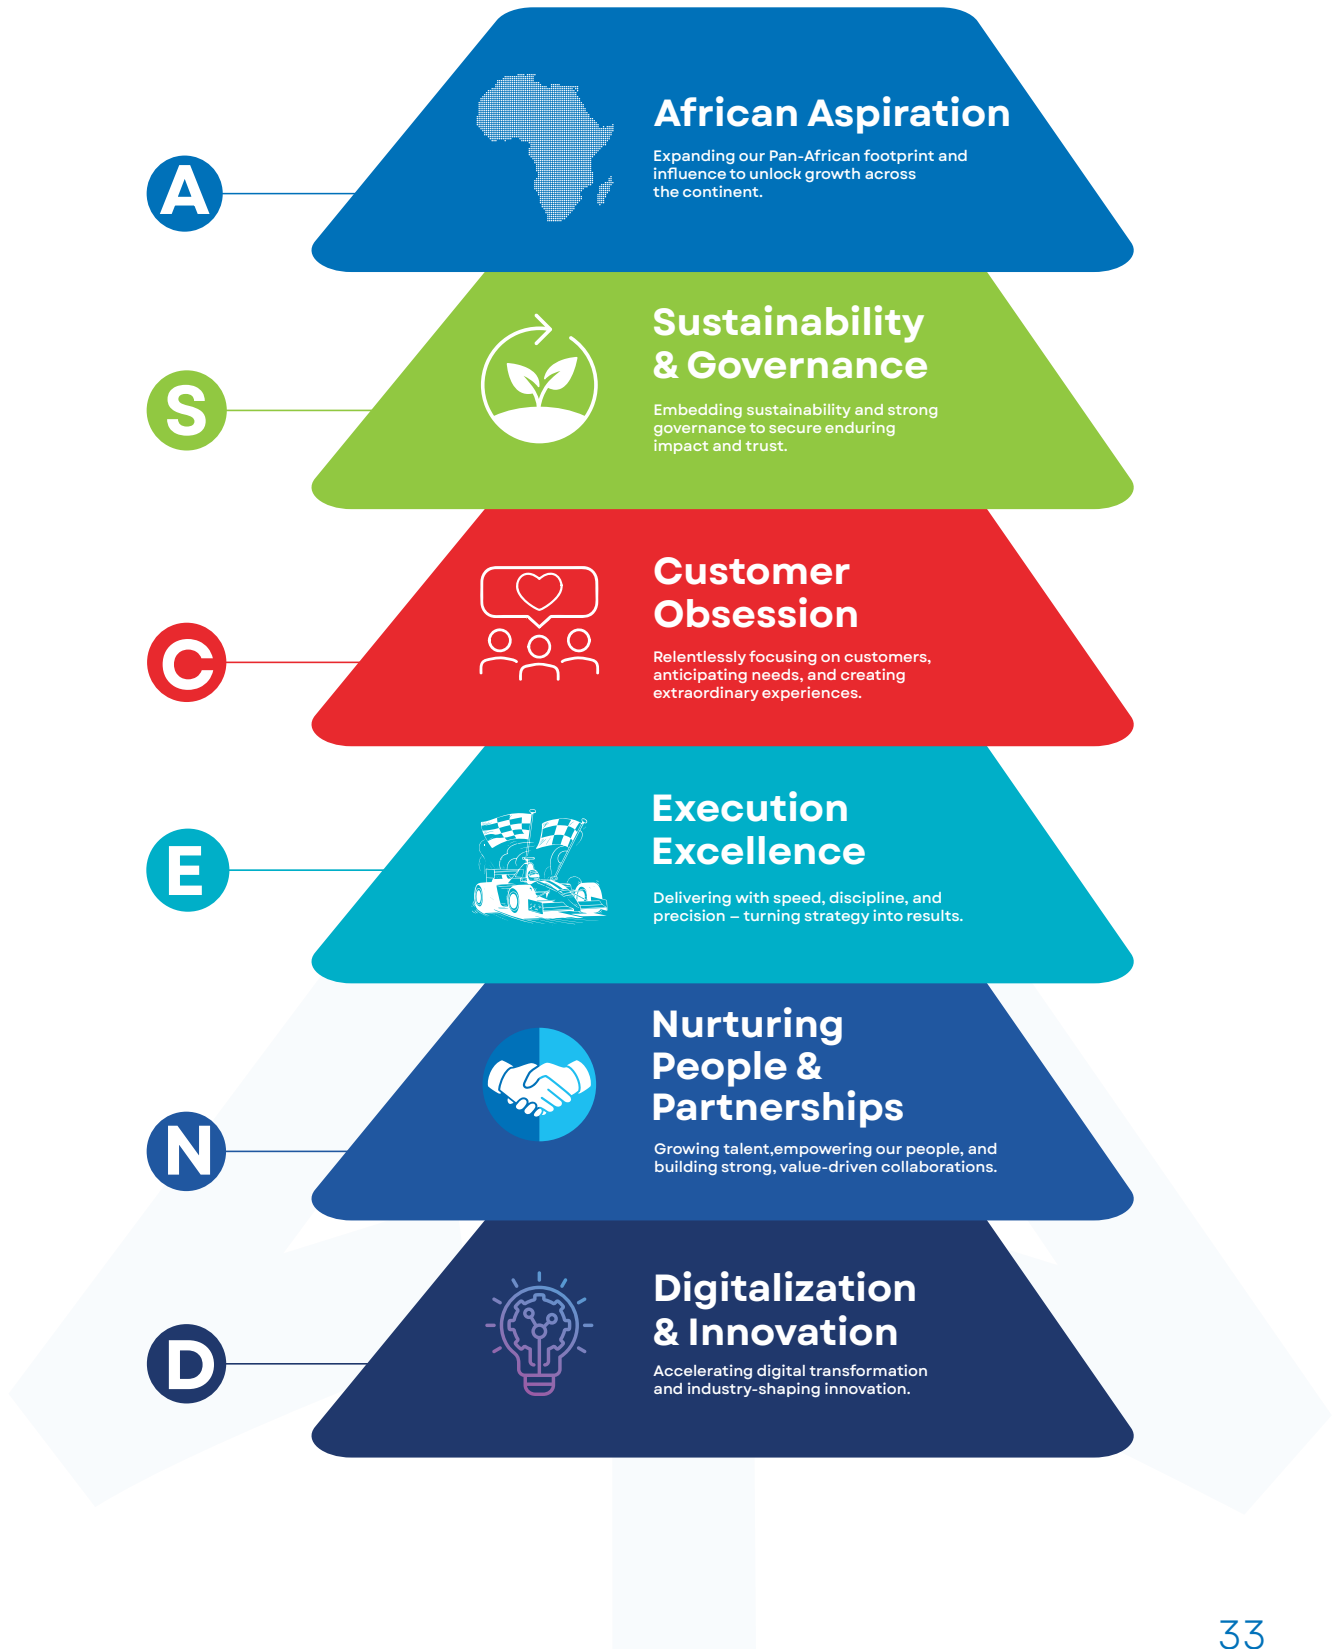 A
African Aspiration
Expanding our Pan-African footprint and
influence to unlock growth across
the continent.
S
Sustainability
& Governance
Embedding sustainability and strong
governance to secure enduring
impact and trust.
C
Customer
Obsession
Relentlessly focusing on customers,
anticipating needs, and creating
extraordinary experiences.
E
Execution
Excellence
Delivering with speed, discipline, and
precision – turning strategy into results.
N
Nurturing
People &
Partnerships
Growing talent,empowering our people, and
building strong, value-driven collaborations.
D
Digitalization
& Innovation
Accelerating digital transformation
and industry-shaping innovation.
33